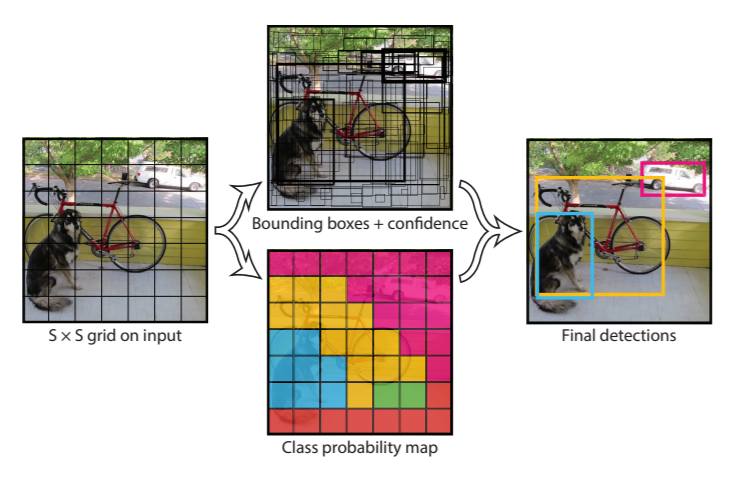 S × S grid on input
Bounding boxes + confidence
Class probability map
Final detections